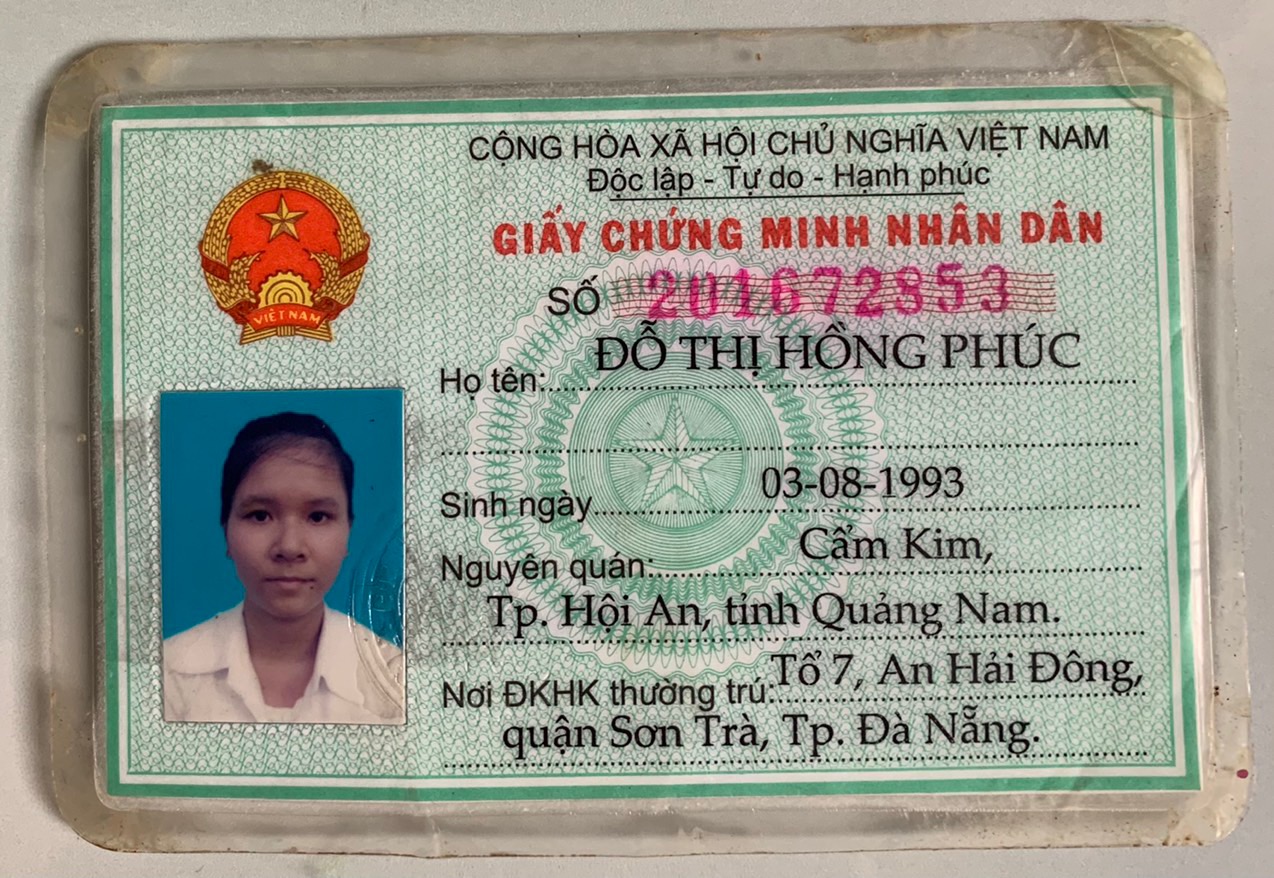 CỘNG HÒA XÃ HỘI CHỦ NGHĨA VIỆT NAM
Độc lập - Tự do - Hạnh phúc
GIẤY CHỨNG MINH NHÂN DÂN
SỐ 201672853
Họ tên: ĐỖ THỊ HỒNG PHÚC
Sinh ngày 03-08-1993
Nguyên quán: Cẩm Kim,
Tp. Hội An, tỉnh Quảng Nam.
Nơi ĐKHK thường trú: Tổ 7, An Hải Đông,
quận Sơn Trà, Tp. Đà Nẵng.
VIỆT NAM